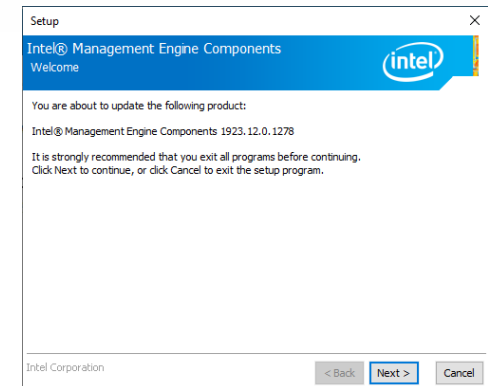 Setup
Intel® Management Engine Components
Welcome
intel
You are about to update the following product:
Intel® Management Engine Components 1923.12.0.1278
It is strongly recommended that you exit all programs before continuing.
Click Next to continue, or click Cancel to exit the setup program.
Intel Corporation
< Back Next > Cancel